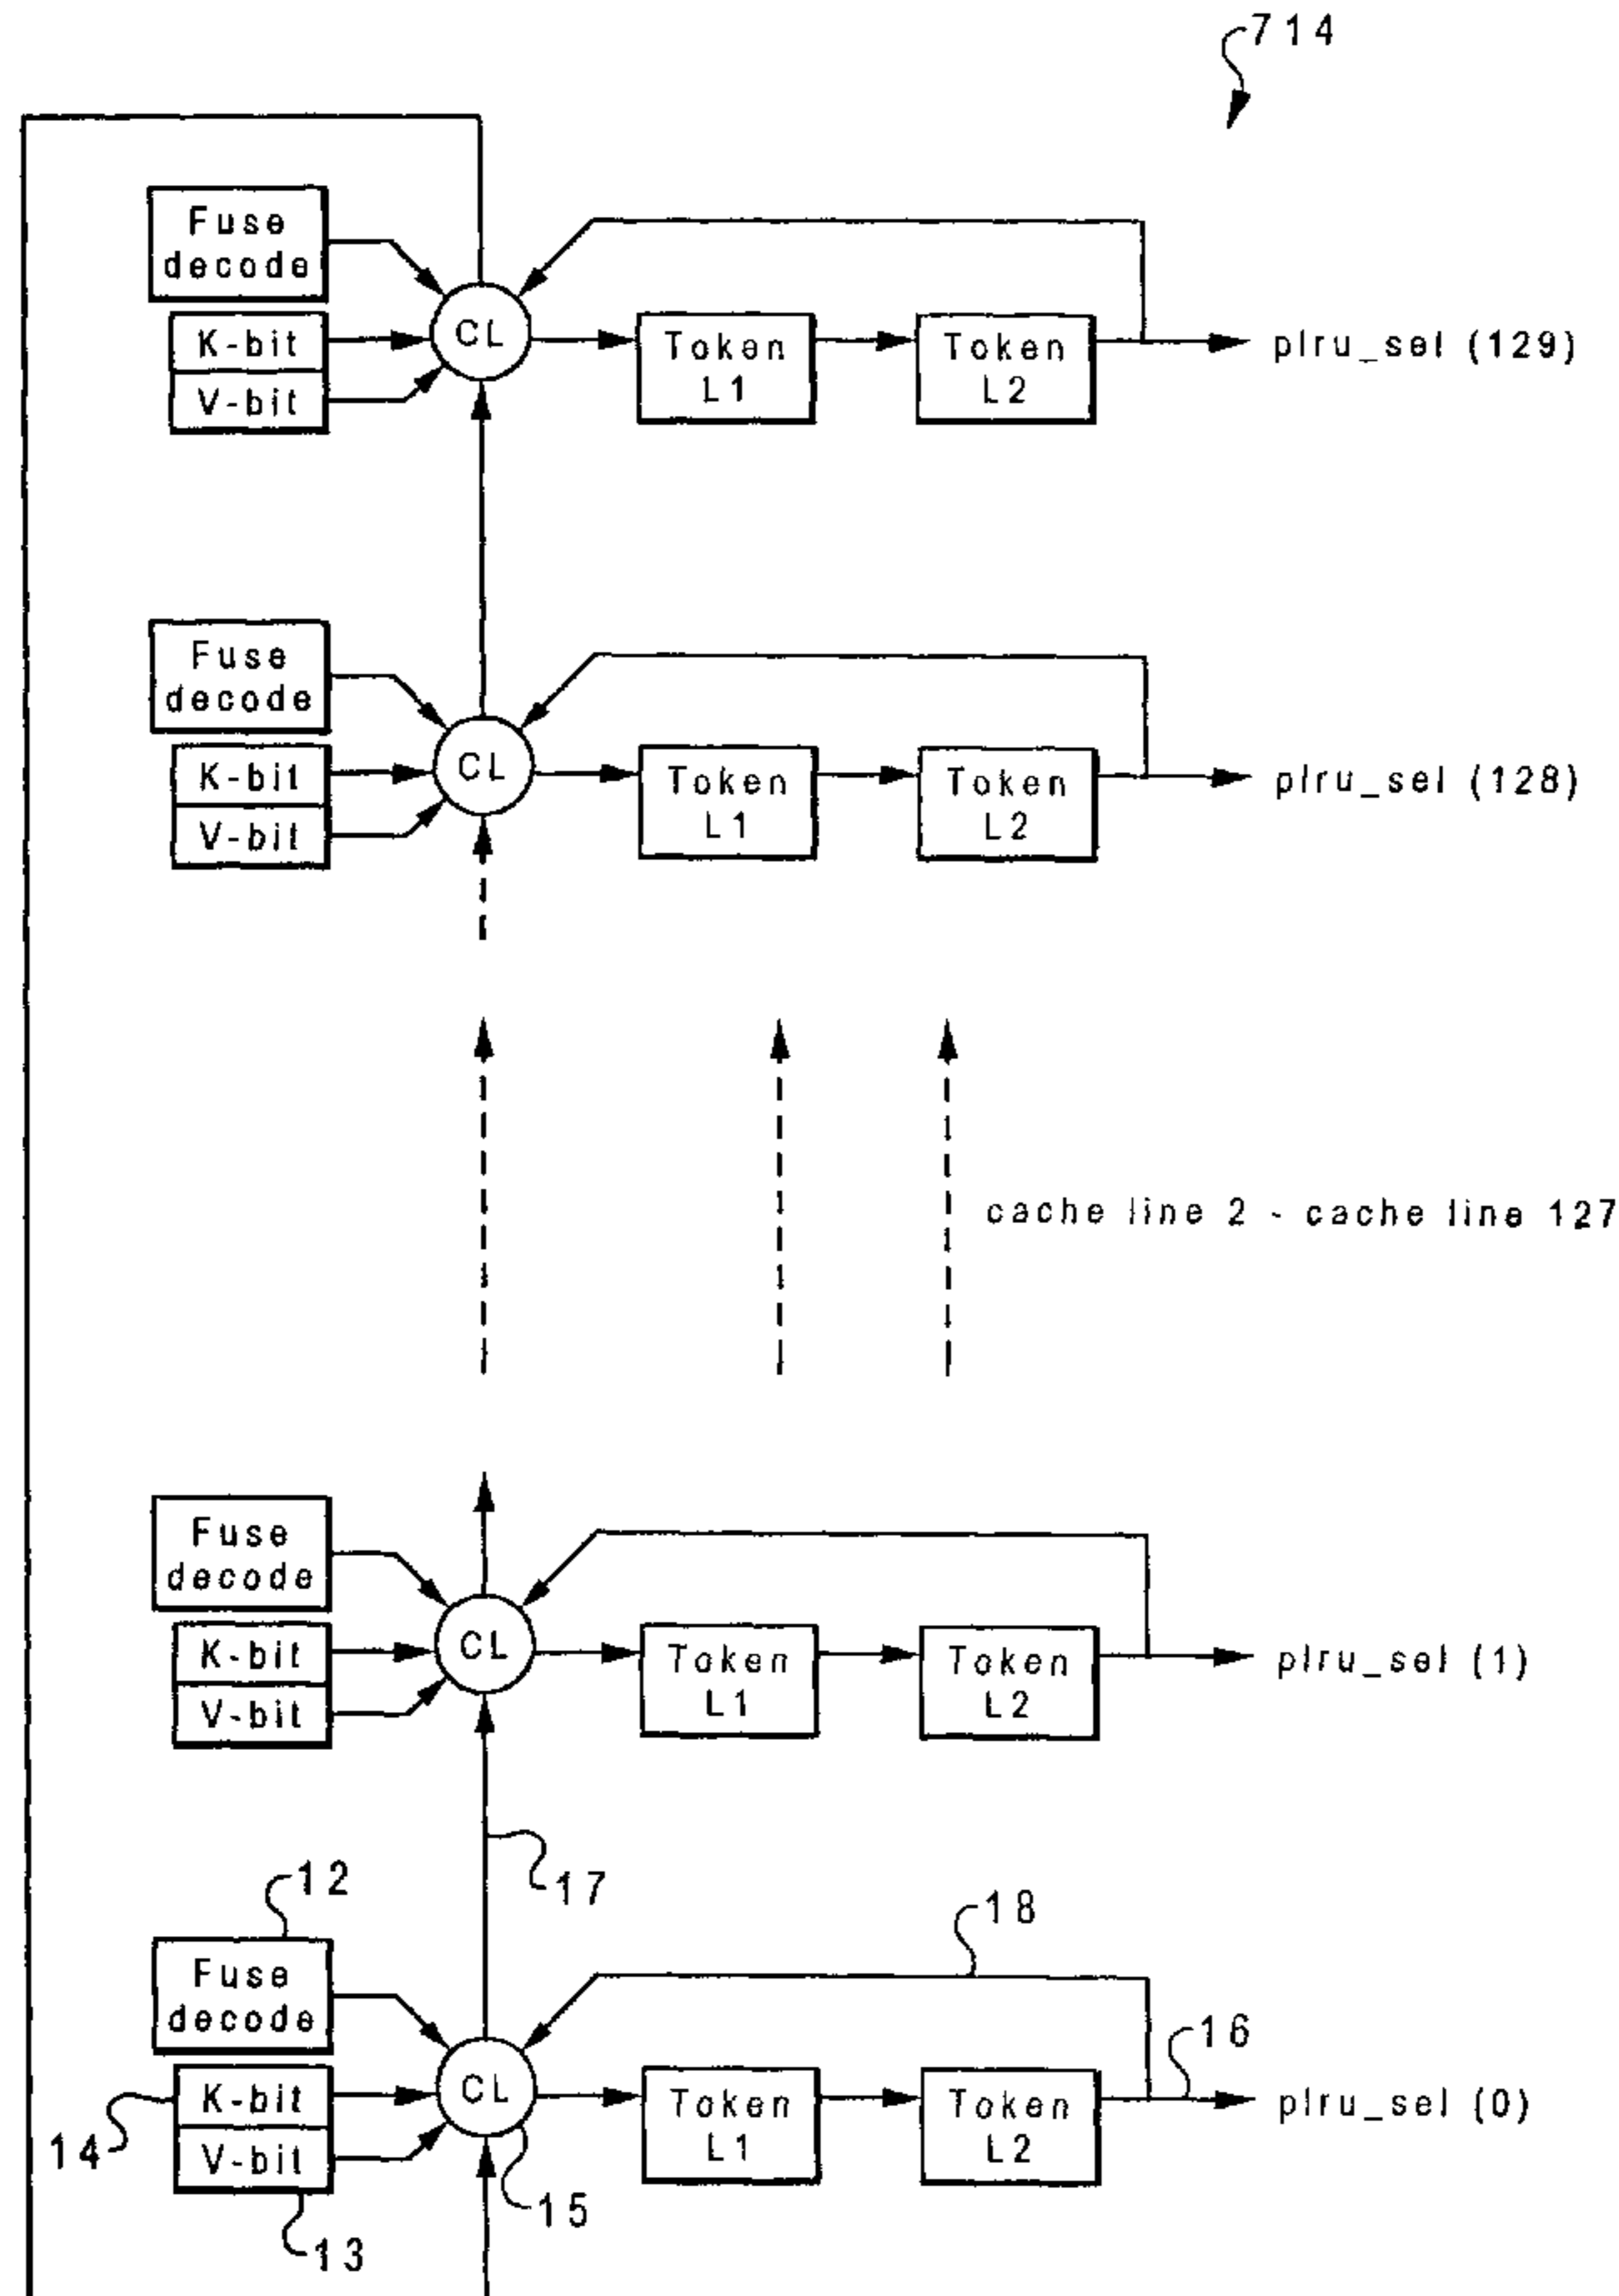 714
Fuse
decode
K-bit
V-bit
CL
Token
L1
Token
L2
plru_sel (129)
Fuse
decode
K-bit
V-bit
CL
Token
L1
Token
L2
plru_sel (128)
cache line 2 - cache line 127
Fuse
decode
K-bit
V-bit
CL
Token
L1
Token
L2
plru_sel (1)
17
12
18
Fuse
decode
16
K-bit
V-bit
CL
Token
L1
Token
L2
plru_sel (0)
14
15
13